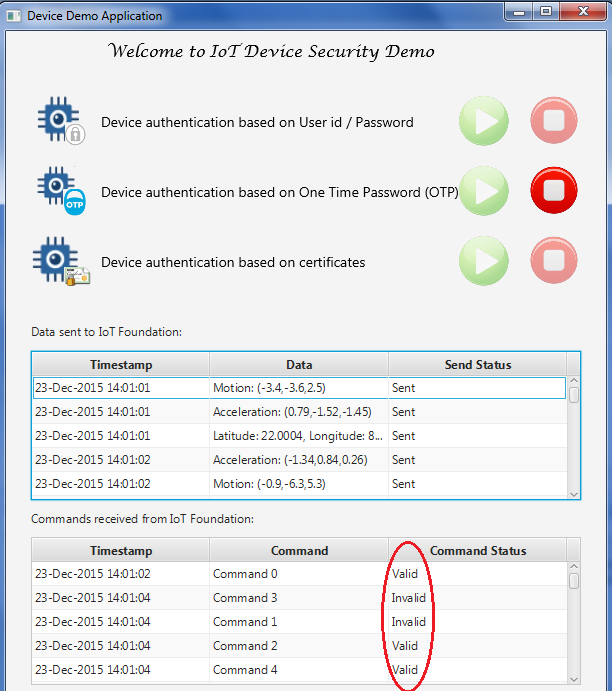 Device Demo Application
Welcome to IoT Device Security Demo
Device authentication based on User id / Password
Device authentication based on One Time Password (OTP)
OTP
Device authentication based on certificates
Data sent to IoT Foundation:
Timestamp Data Send Status
23-Dec-2015 14:01:01 Motion: (-3.4,-3.6,2.5) Sent
23-Dec-2015 14:01:01 Acceleration: (0.79,-1.52,-1.45) Sent
23-Dec-2015 14:01:01 Latitude: 22.0004, Longitude: 8... Sent
23-Dec-2015 14:01:02 Acceleration: (-1.34,0.84,0.26) Sent
23-Dec-2015 14:01:02 Motion: (-0.9,-6.3,5.3) Sent
Commands received from IoT Foundation:
Timestamp Command Command Status
23-Dec-2015 14:01:02 Command 0 Valid
23-Dec-2015 14:01:04 Command 3 Invalid
23-Dec-2015 14:01:04 Command 1 Invalid
23-Dec-2015 14:01:04 Command 2 Valid
23-Dec-2015 14:01:04 Command 4 Valid